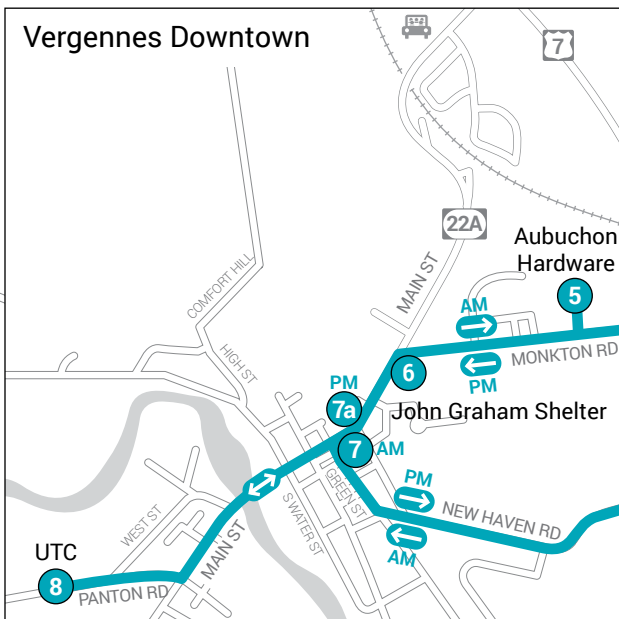 Vergennes Downtown
7
22A
Aubuchon
Hardware
5
COMFORT HILL
MAIN ST
AM
MONKTON RD
PM
HIGH ST
6
PM
7a
John Graham Shelter
7
AM
GREEN ST
PM
NEW HAVEN RD
AM
S WATER ST
WEST ST
MAIN ST
UTC
8
PANTON RD